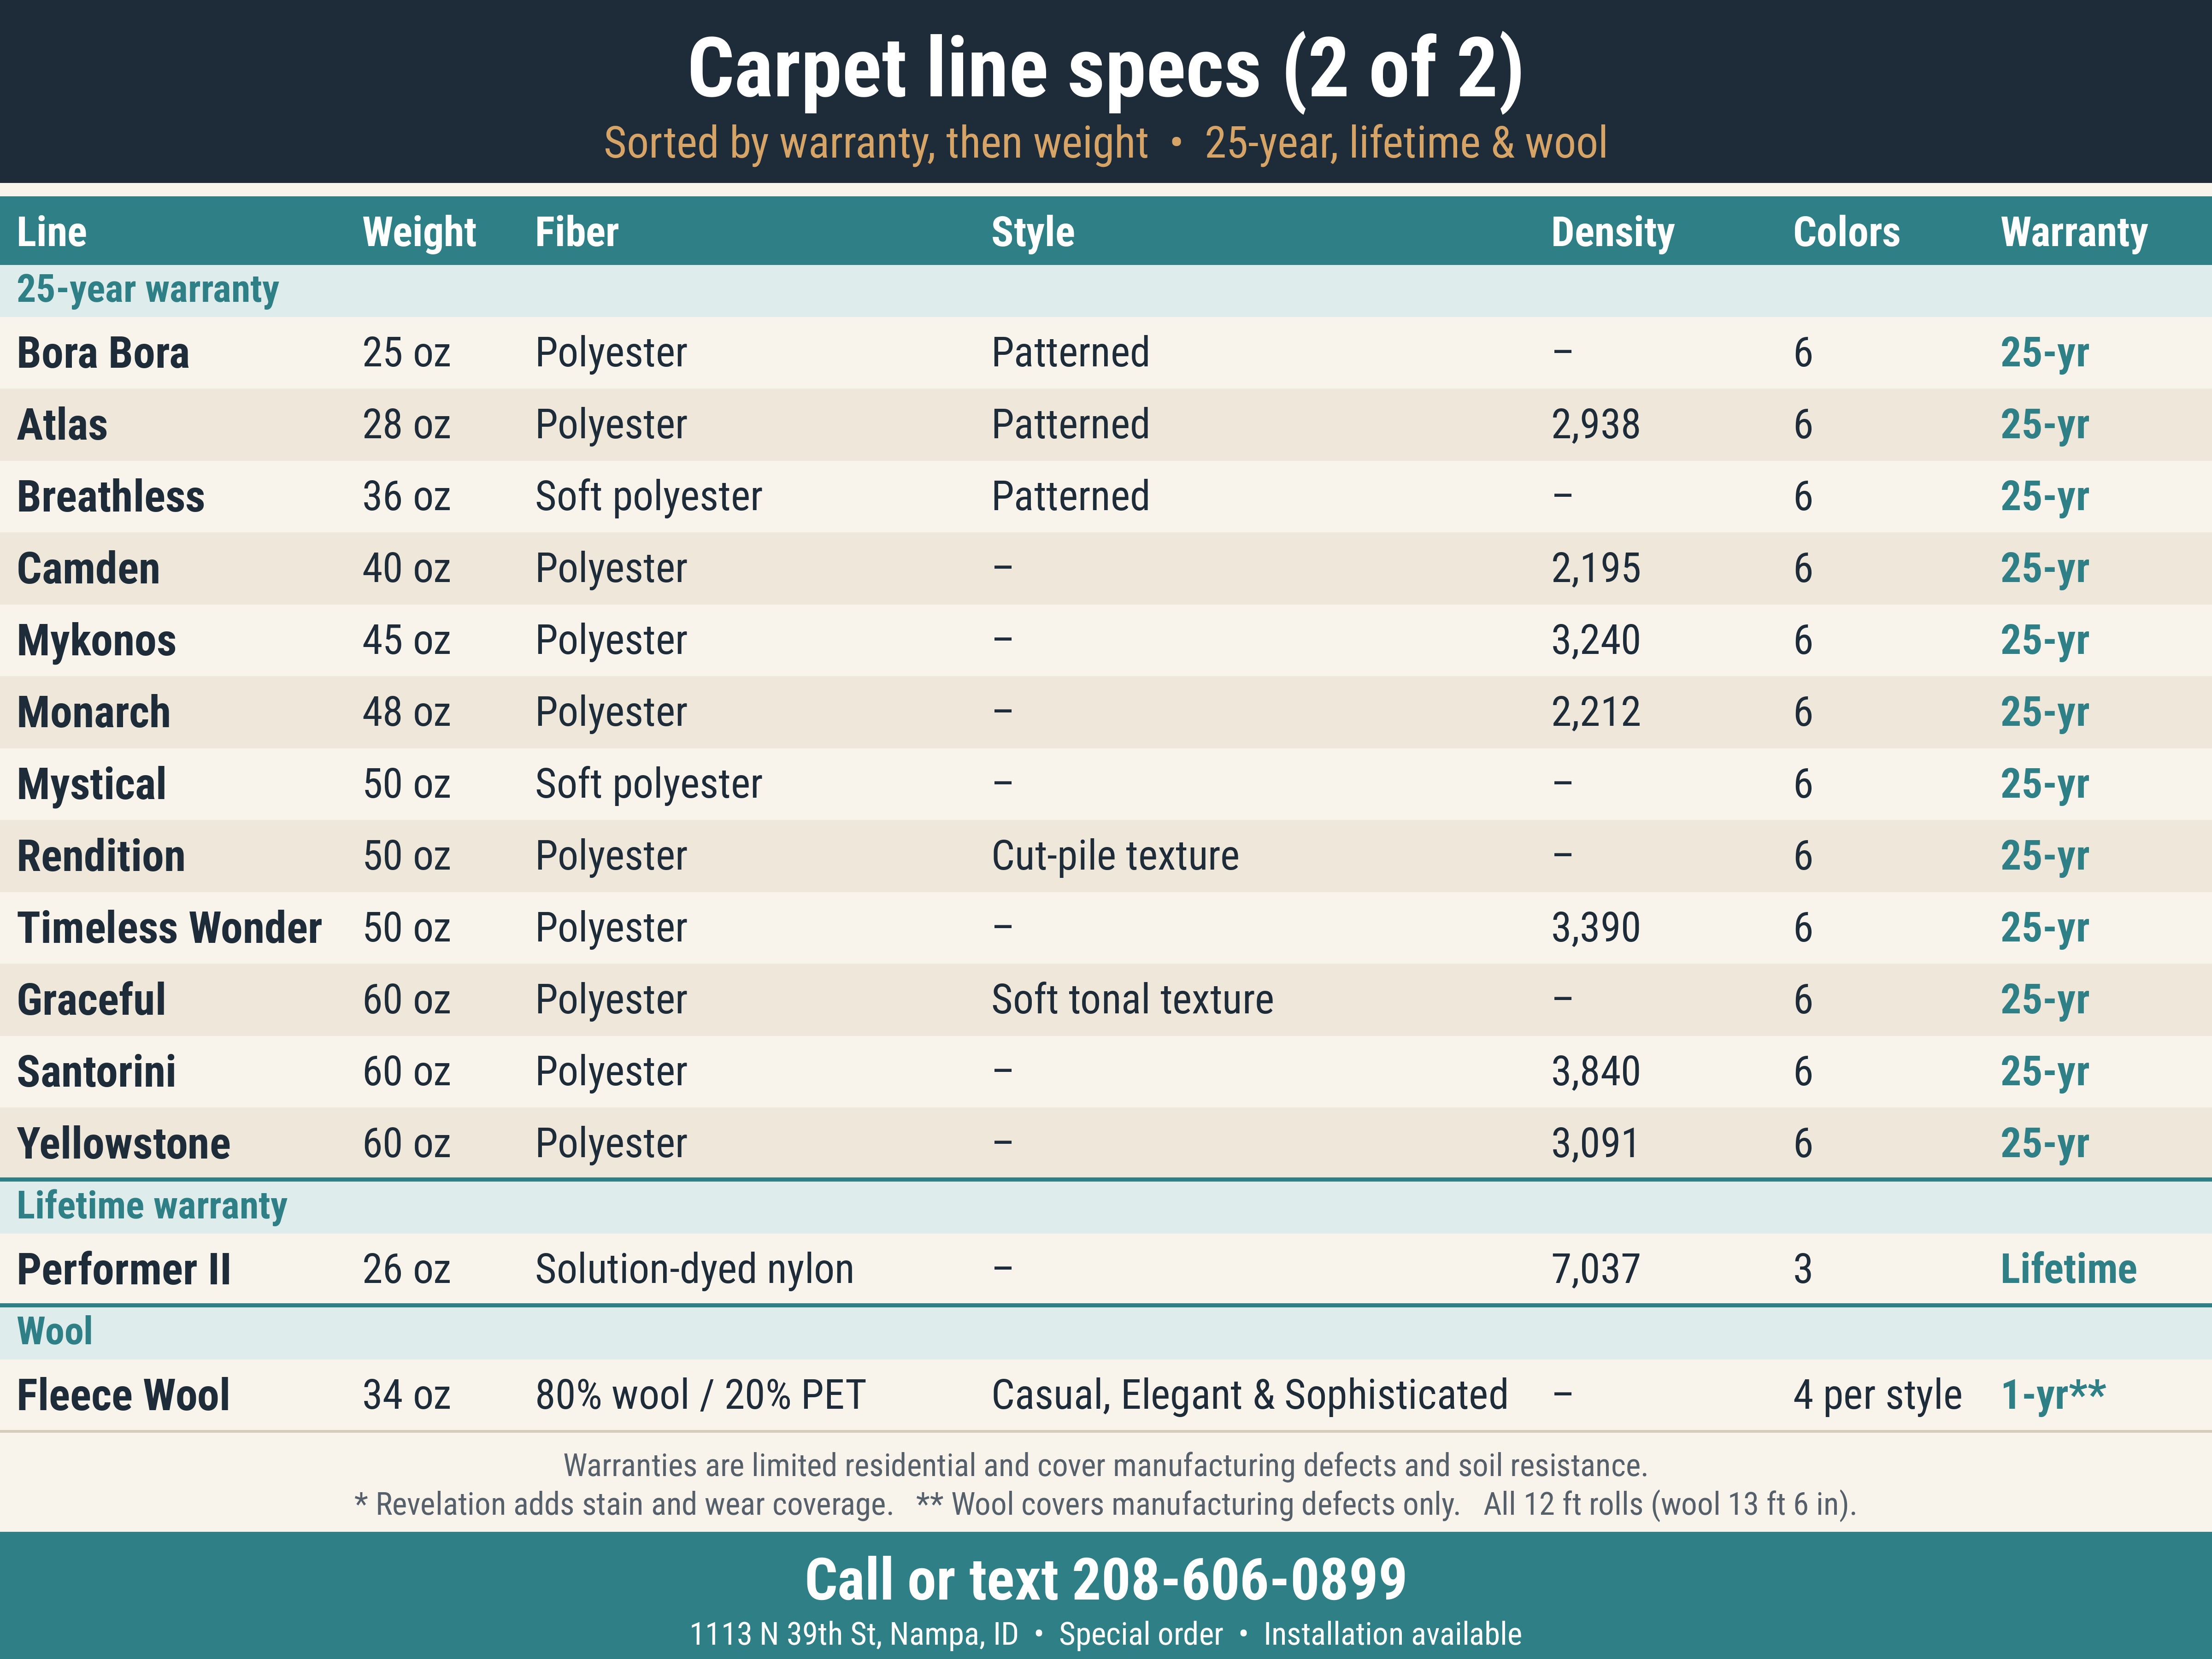 Carpet line specs (2 of 2)
Sorted by warranty, then weight • 25-year, lifetime & wool
Line Weight Fiber Style Density Colors Warranty
25-year warranty
Bora Bora 25 oz Polyester Patterned – 6 25-yr
Atlas 28 oz Polyester Patterned 2,938 6 25-yr
Breathless 36 oz Soft polyester Patterned – 6 25-yr
Camden 40 oz Polyester – 2,195 6 25-yr
Mykonos 45 oz Polyester – 3,240 6 25-yr
Monarch 48 oz Polyester – 2,212 6 25-yr
Mystical 50 oz Soft polyester – – 6 25-yr
Rendition 50 oz Polyester Cut-pile texture – 6 25-yr
Timeless Wonder 50 oz Polyester – 3,390 6 25-yr
Graceful 60 oz Polyester Soft tonal texture – 6 25-yr
Santorini 60 oz Polyester – 3,840 6 25-yr
Yellowstone 60 oz Polyester – 3,091 6 25-yr
Lifetime warranty
Performer II 26 oz Solution-dyed nylon – 7,037 3 Lifetime
Wool
Fleece Wool 34 oz 80% wool / 20% PET Casual, Elegant & Sophisticated – 4 per style 1-yr**
Warranties are limited residential and cover manufacturing defects and soil resistance.
* Revelation adds stain and wear coverage. ** Wool covers manufacturing defects only. All 12 ft rolls (wool 13 ft 6 in).
Call or text 208-606-0899
1113 N 39th St, Nampa, ID • Special order • Installation available